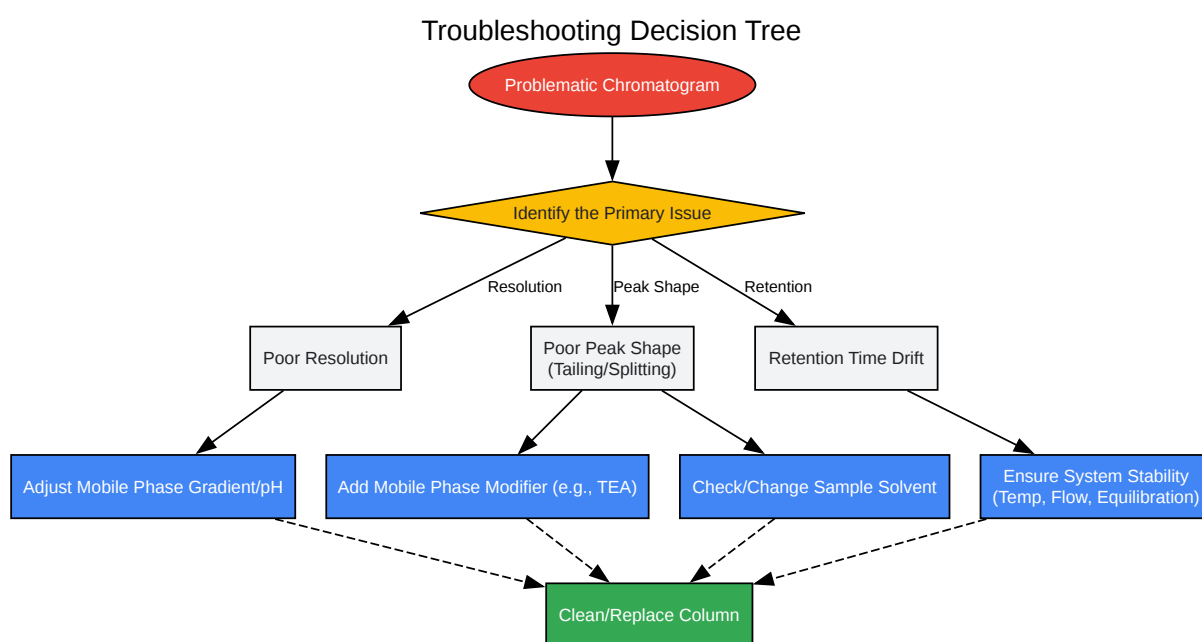 Troubleshooting Decision Tree
Problematic Chromatogram
Identify the Primary Issue
Resolution
Peak Shape
Retention
Poor Resolution
Poor Peak Shape
(Tailing/Splitting)
Retention Time Drift
Adjust Mobile Phase Gradient/pH
Add Mobile Phase Modifier (e.g., TEA)
Check/Change Sample Solvent
Ensure System Stability
(Temp, Flow, Equilibration)
Clean/Replace Column